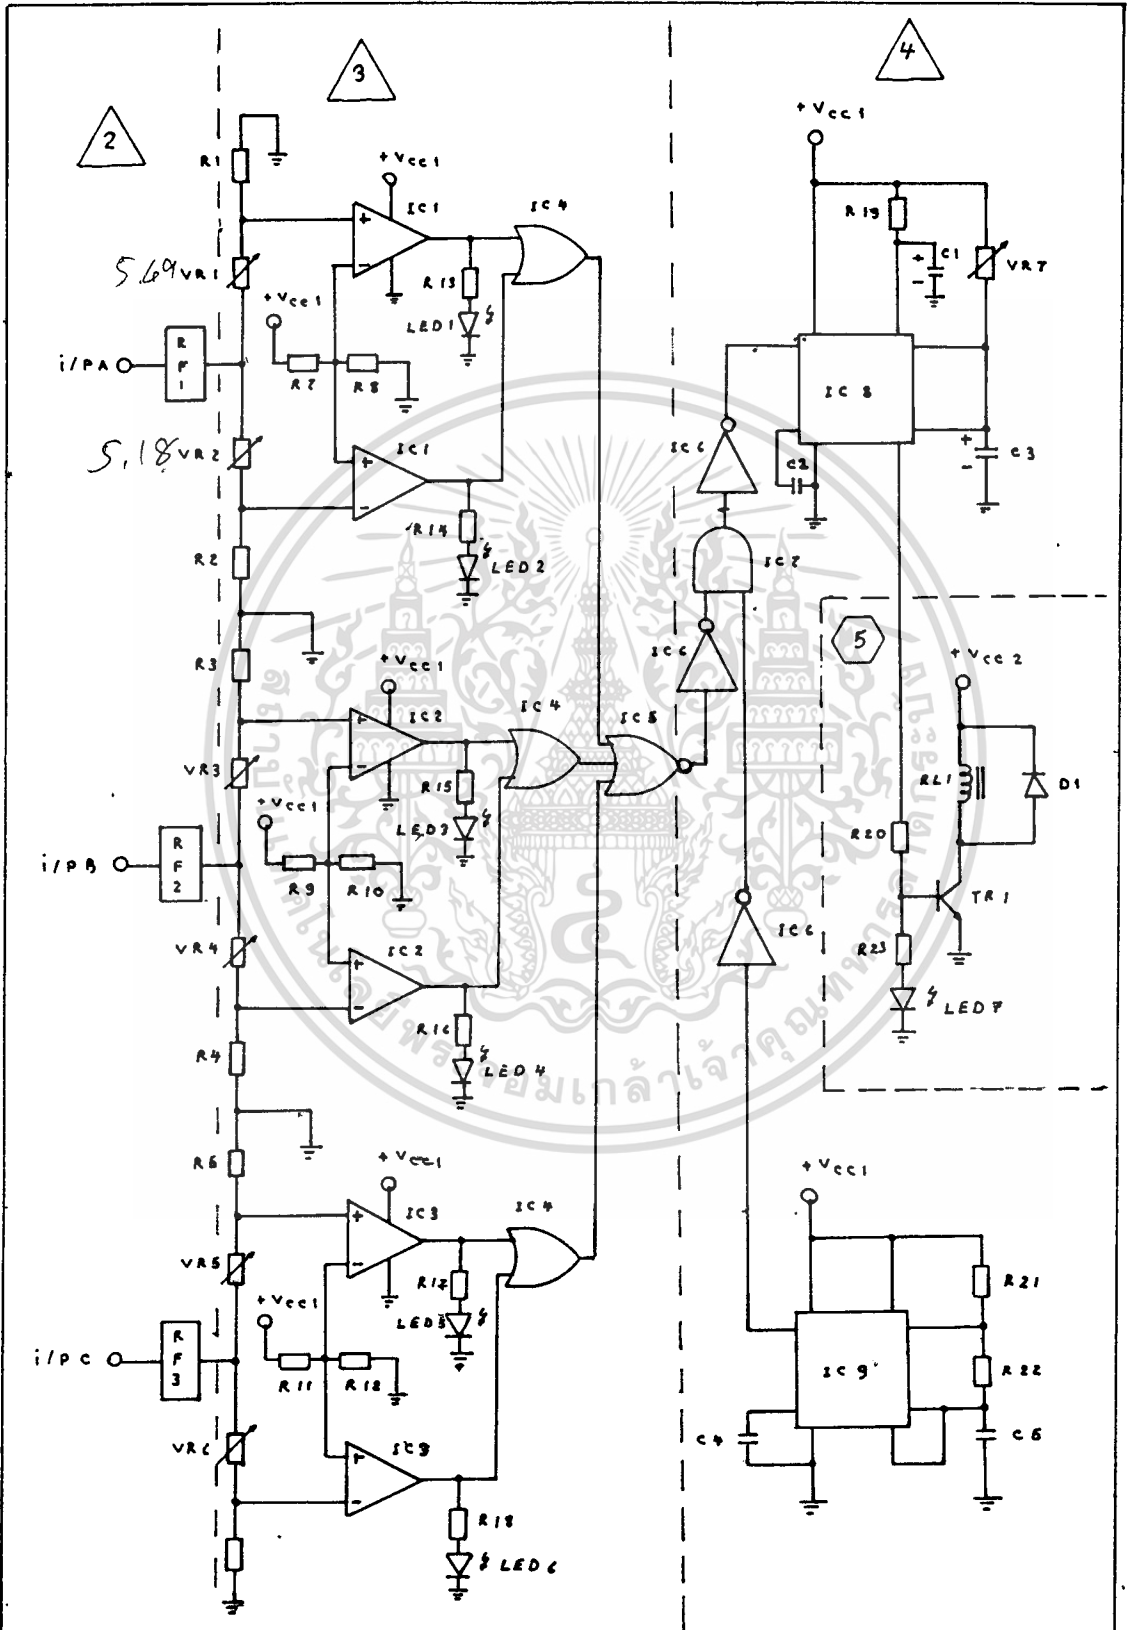 2
3
4
R1
+Vcc1
IC1
IC4
5.69 VR1
R13
LED1
+Vcc1
R7
R8
i/PA
RF1
5.18 VR2
IC1
R14
LED2
R2
R3
+Vcc1
IC2
IC4
IC5
VR3
R15
LED3
+Vcc1
R9
R10
i/PB
RF2
VR4
IC2
R16
LED4
R4
R5
+Vcc1
IC3
IC4
VR5
R17
LED5
+Vcc1
R11
R12
i/PC
RF3
VR6
IC3
R18
LED6
+Vcc1
R19
C1
VR7
IC8
C2
C3
IC6
IC7
IC6
IC6
5
+Vcc2
RL1
D1
R20
TR1
R23
LED7
+Vcc1
R21
R22
IC9
C4
C5